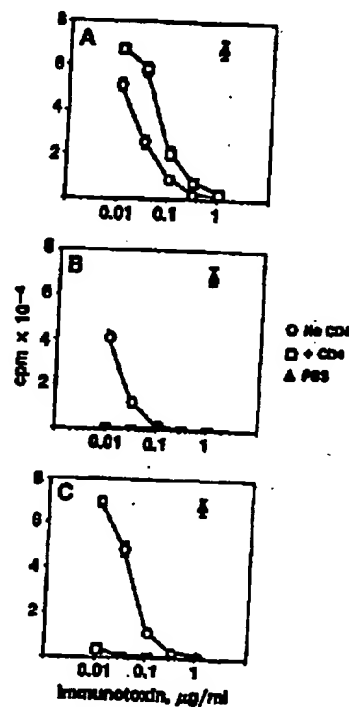 A
8
6
4
2
0.01 0.1 1
B
8
6
4
2
0.01 0.1 1
cpm × 10⁻⁴
No CD4
+ CD4
PBS
C
8
6
4
2
0.01 0.1 1
Immunotoxin, μg/ml